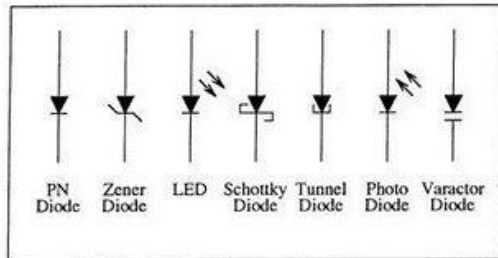 PN Diode
Zener Diode
LED
Schottky Diode
Tunnel Diode
Photo Diode
Varactor Diode